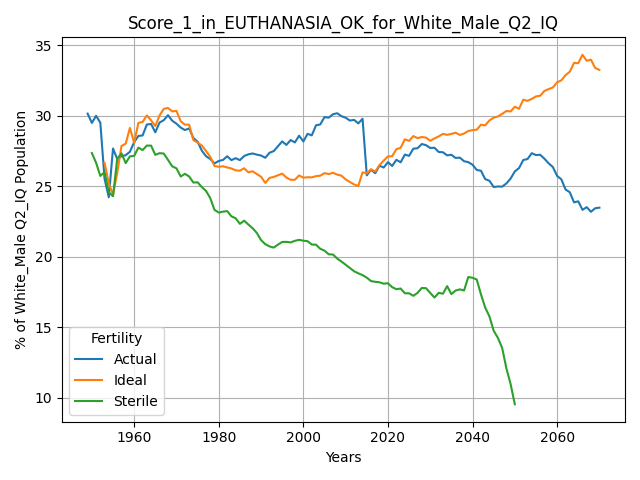 Score_1_in_EUTHANASIA_OK_for_White_Male_Q2_IQ
% of White_Male Q2_IQ Population
35
30
25
20
15
10
Fertility
Actual
Ideal
Sterile
1960 1980 2000 2020 2040 2060
Years